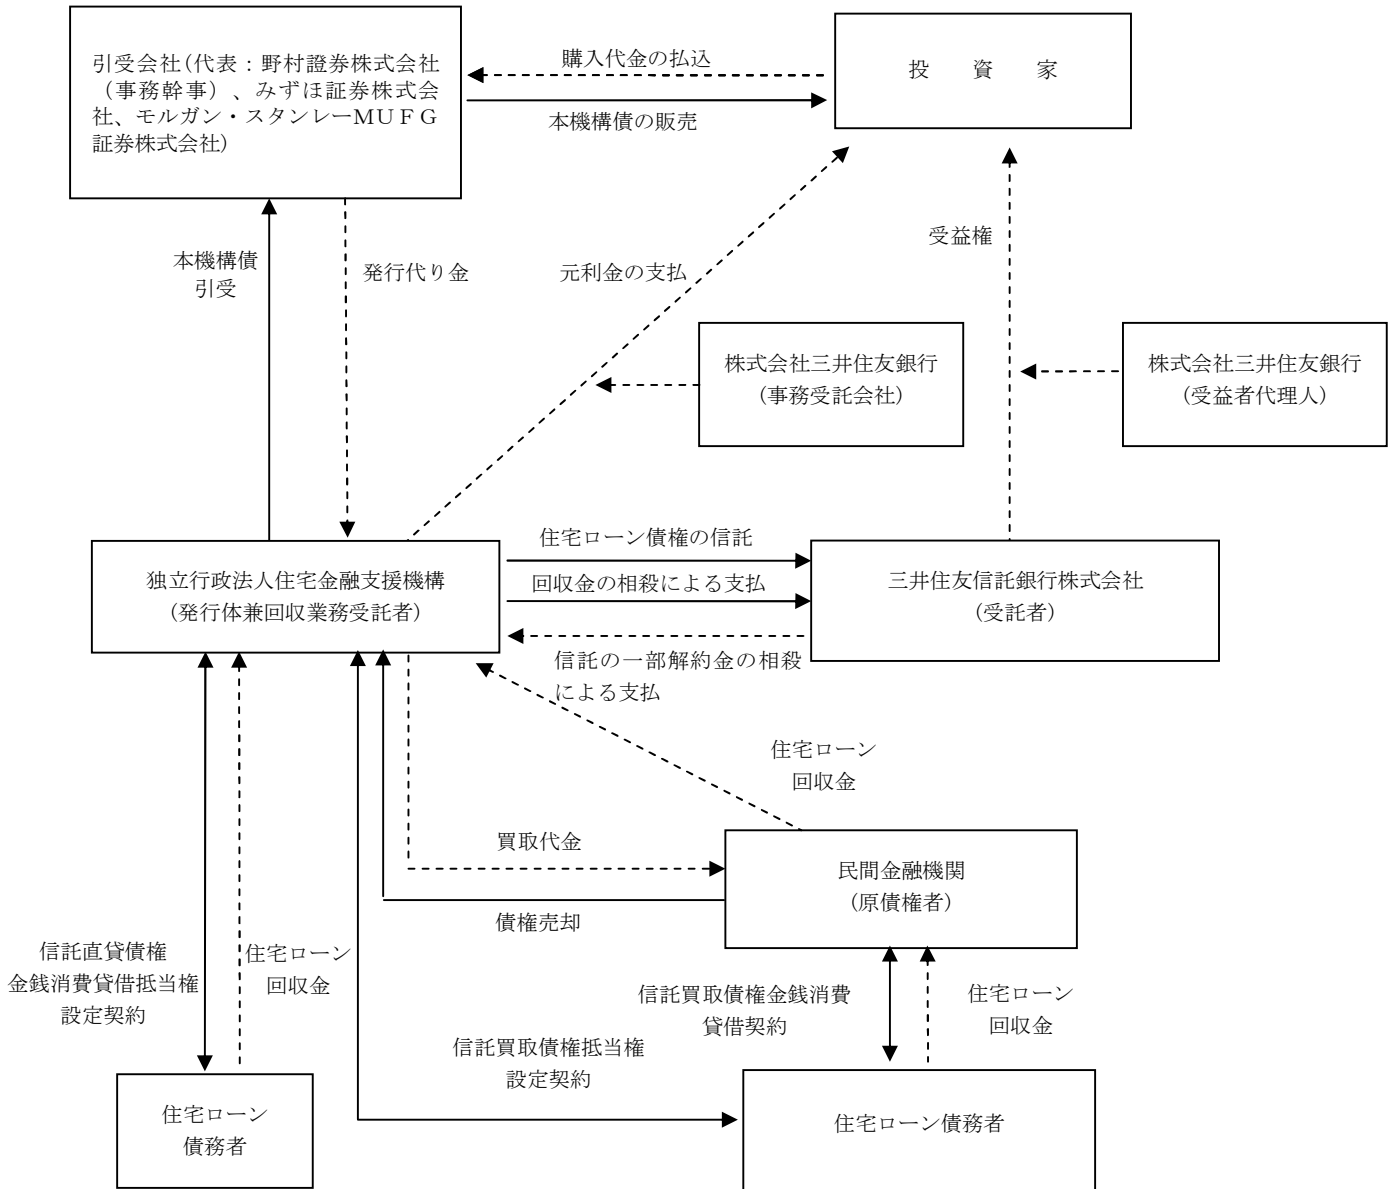 引受会社(代表：野村證券株式会社
（事務幹事）、みずほ証券株式会
社、モルガン・スタンレーMUFG
証券株式会社)
購入代金の払込
本機構債の販売
投　資　家
本機構債
引受
発行代り金
元利金の支払
受益権
株式会社三井住友銀行
（事務受託会社）
株式会社三井住友銀行
（受益者代理人）
独立行政法人住宅金融支援機構
（発行体兼回収業務受託者）
住宅ローン債権の信託
回収金の相殺による支払
信託の一部解約金の相殺
による支払
三井住友信託銀行株式会社
（受託者）
住宅ローン
回収金
買取代金
債権売却
民間金融機関
（原債権者）
信託直貸債権
金銭消費貸借抵当権
設定契約
住宅ローン
回収金
信託買取債権金銭消費
貸借契約
住宅ローン
回収金
信託買取債権抵当権
設定契約
住宅ローン
債務者
住宅ローン債務者